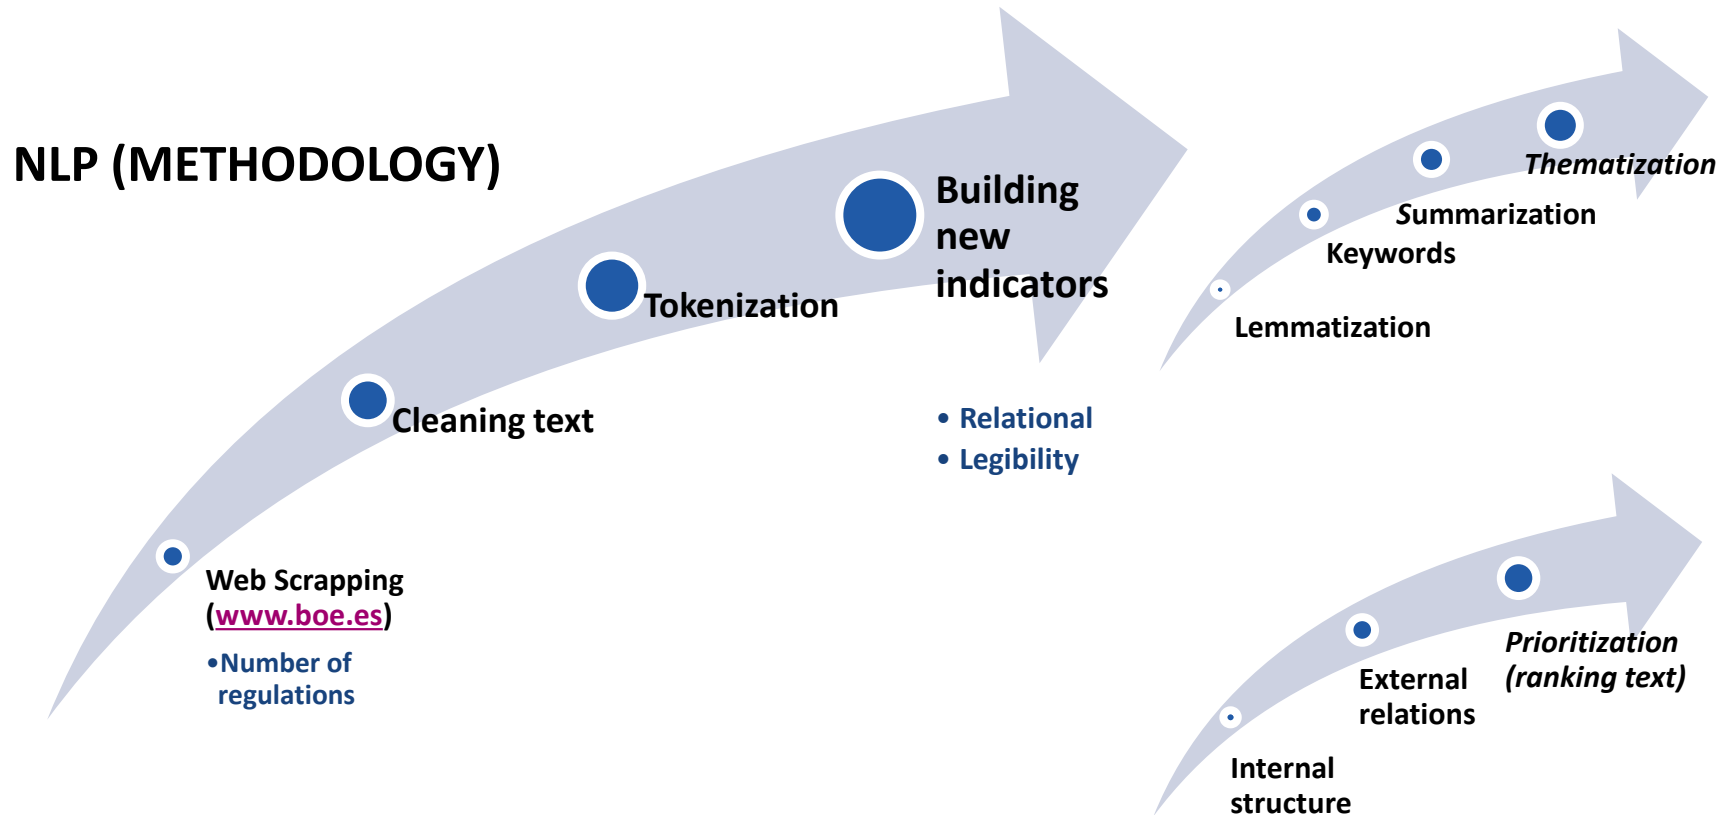 NLP (METHODOLOGY)
Web Scrapping
(www.boe.es)
•Number of
regulations
Cleaning text
Tokenization
Building
new
indicators
• Relational
• Legibility
Lemmatization
Keywords
Summarization
Thematization
Internal
structure
External
relations
Prioritization
(ranking text)